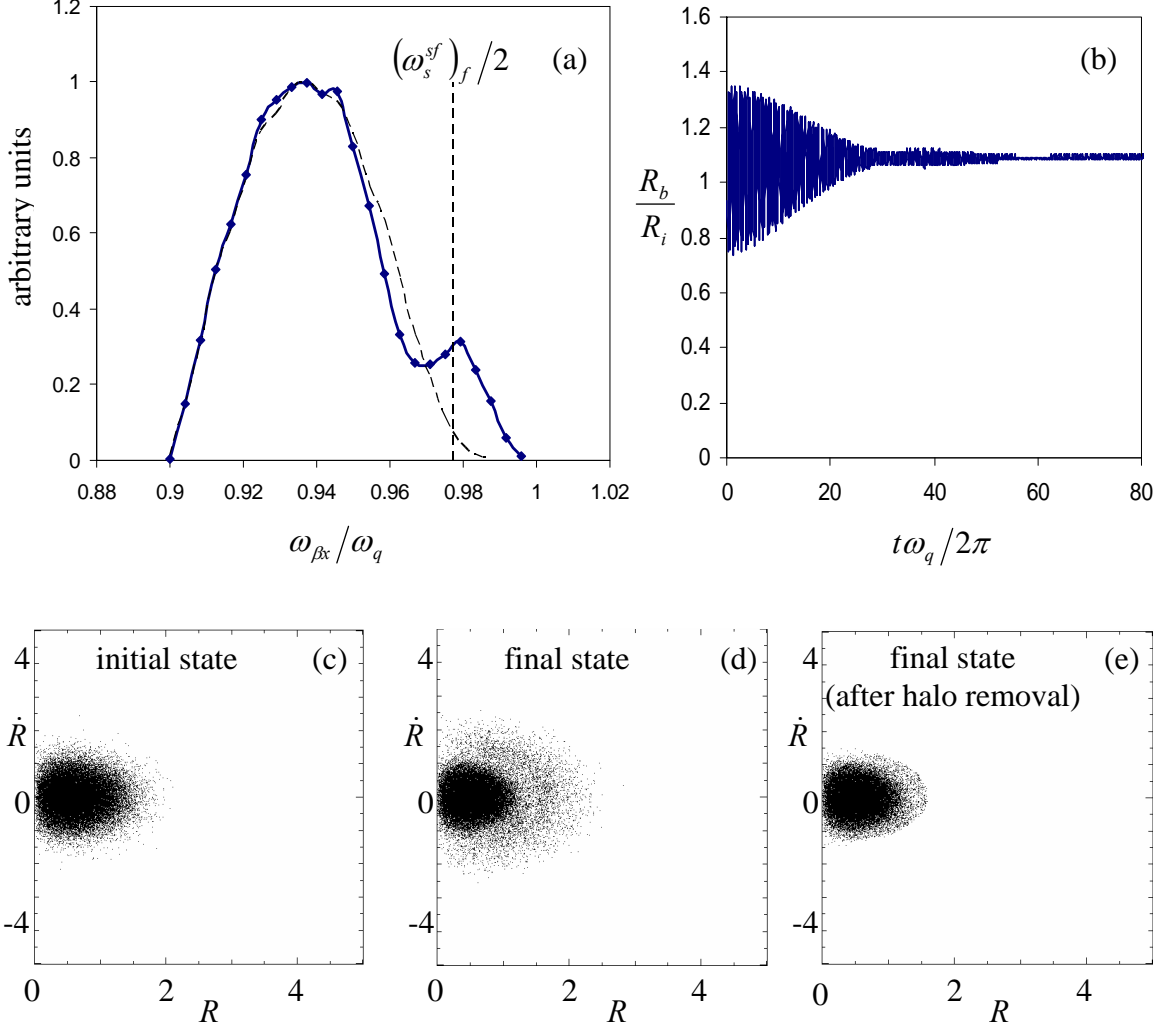 (a)
(ω_s^{sf})_f/2
arbitrary units
1.2
1
0.8
0.6
0.4
0.2
0
0.88 0.9 0.92 0.94 0.96 0.98 1 1.02
ω_{βx}/ω_q
(b)
R_b/R_i
1.6
1.4
1.2
1
0.8
0.6
0.4
0.2
0
0 20 40 60 80
tω_q/2π
initial state (c)
4
Ṙ
0
-4
0 2 4
R
final state (d)
4
Ṙ
0
-4
0 2 4
R
final state (e)
(after halo removal)
4
Ṙ
0
-4
0 2 4
R